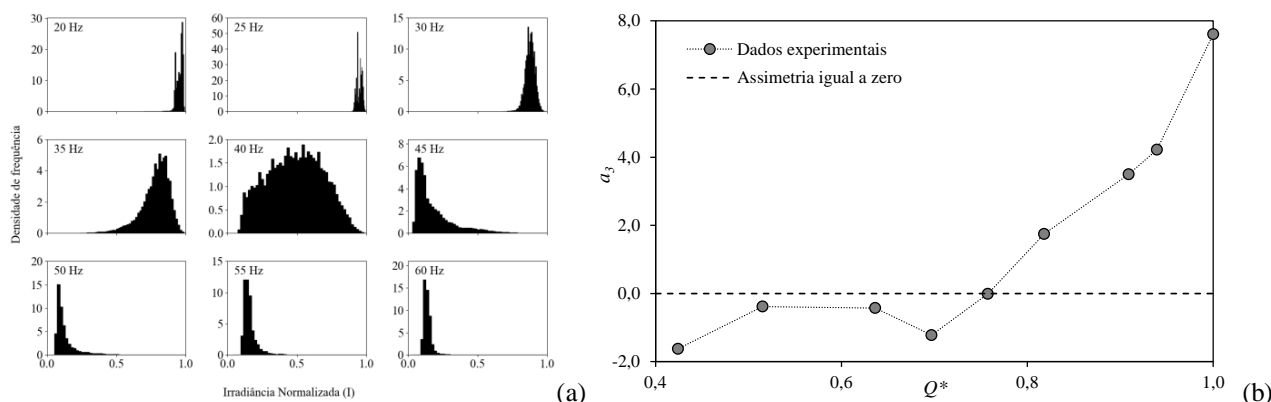 20 Hz
30
20
10
0
25 Hz
60
40
20
0
30 Hz
15
10
5
0
35 Hz
6
4
2
0
40 Hz
2.0
1.5
1.0
0.5
0.0
45 Hz
8
6
4
2
0
50 Hz
20
15
10
5
0
0.0 0.5 1.0
55 Hz
15
10
5
0
0.0 0.5 1.0
60 Hz
20
15
10
5
0
0.0 0.5 1.0
Densidade de frequência
Irradiância Normalizada (I)
(a)
8,0
6,0
4,0
2,0
0,0
-2,0
a3
Dados experimentais
Assimetria igual a zero
0,4 0,6 0,8 1,0
Q*
(b)